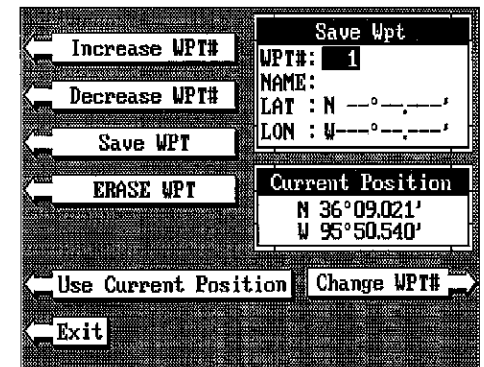 Increase WPT#
Decrease WPT#
Save WPT
ERASE WPT
Save Wpt
WPT#: 1
NAME:
LAT : N --°--.---'
LON : W---°--.---'
Current Position
N 36°09.021'
W 95°50.540'
Use Current Position
Change WPT#
Exit